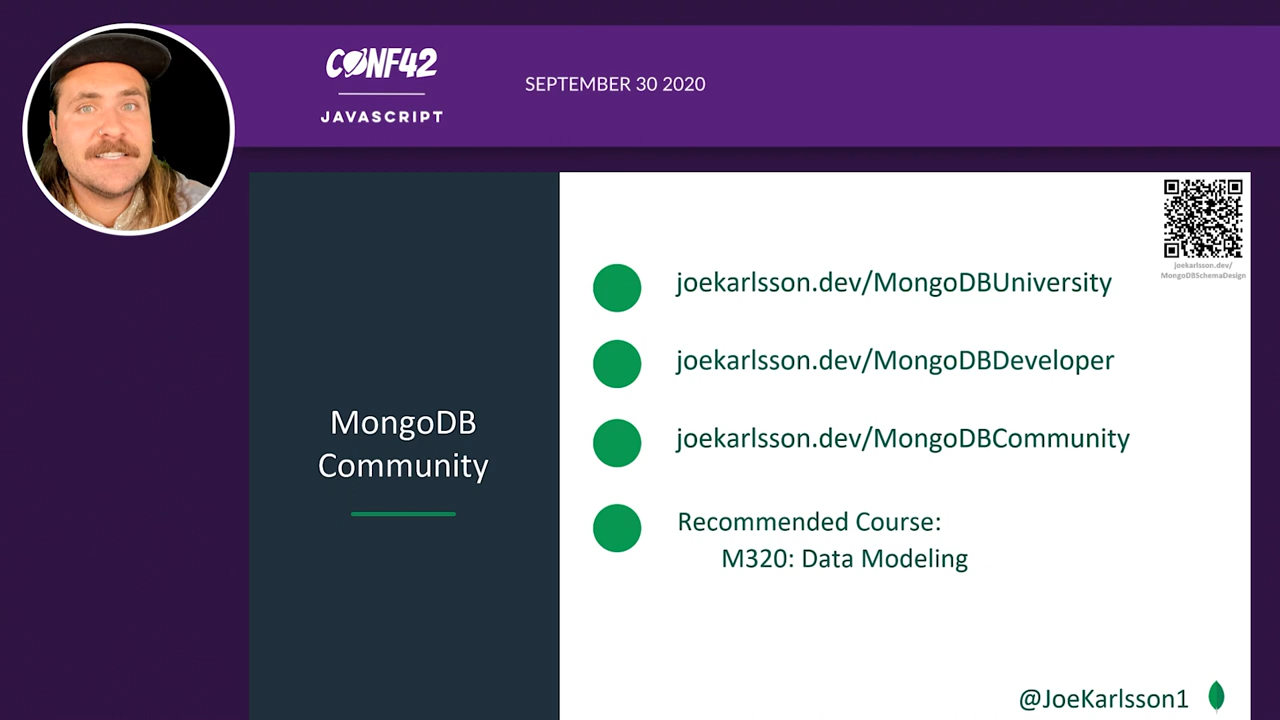 CONF42
JAVASCRIPT
SEPTEMBER 30 2020
joekarlsson.dev/
MongoDBSchemaDesign
MongoDB
Community
joekarlsson.dev/MongoDBUniversity
joekarlsson.dev/MongoDBDeveloper
joekarlsson.dev/MongoDBCommunity
Recommended Course:
M320: Data Modeling
@JoeKarlsson1